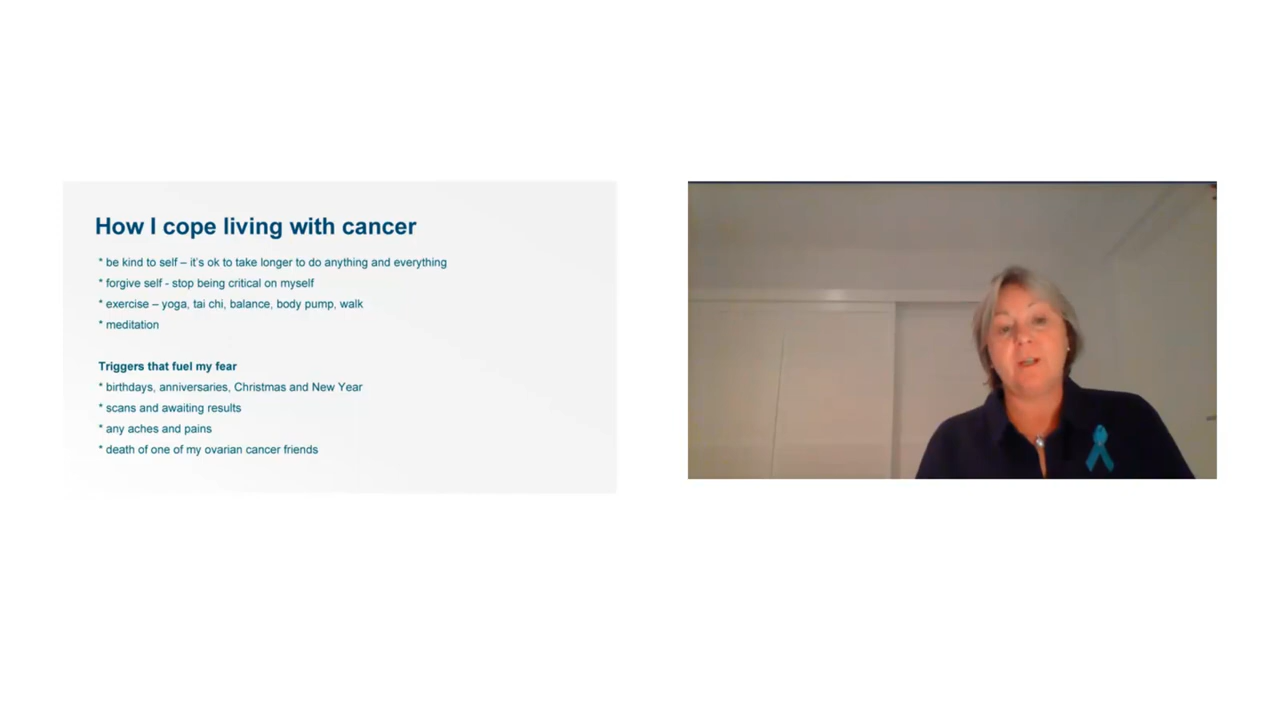 How I cope living with cancer
* be kind to self – it's ok to take longer to do anything and everything
* forgive self - stop being critical on myself
* exercise – yoga, tai chi, balance, body pump, walk
* meditation
Triggers that fuel my fear
* birthdays, anniversaries, Christmas and New Year
* scans and awaiting results
* any aches and pains
* death of one of my ovarian cancer friends